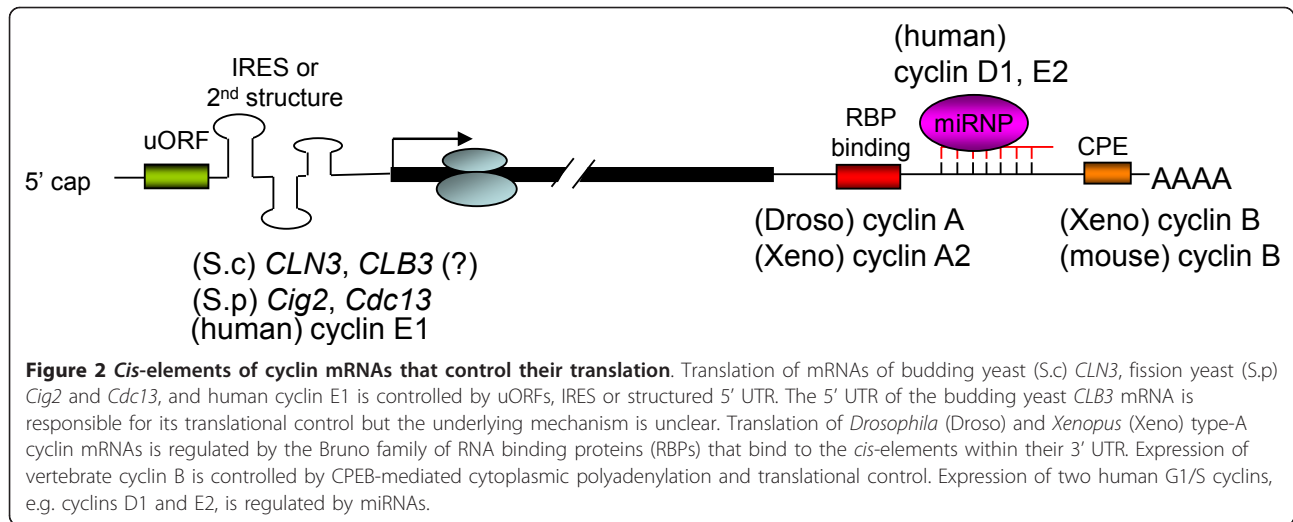 (human)
cyclin D1, E2
IRES or
2nd structure
uORF
RBP
binding
miRNP
CPE
5' cap
AAAA
(Droso) cyclin A
(Xeno) cyclin A2
(Xeno) cyclin B
(mouse) cyclin B
(S.c) CLN3, CLB3 (?)
(S.p) Cig2, Cdc13
(human) cyclin E1
Figure 2 Cis-elements of cyclin mRNAs that control their translation. Translation of mRNAs of budding yeast (S.c) CLN3, fission yeast (S.p)
Cig2 and Cdc13, and human cyclin E1 is controlled by uORFs, IRES or structured 5' UTR. The 5' UTR of the budding yeast CLB3 mRNA is
responsible for its translational control but the underlying mechanism is unclear. Translation of Drosophila (Droso) and Xenopus (Xeno) type-A
cyclin mRNAs is regulated by the Bruno family of RNA binding proteins (RBPs) that bind to the cis-elements within their 3' UTR. Expression of
vertebrate cyclin B is controlled by CPEB-mediated cytoplasmic polyadenylation and translational control. Expression of two human G1/S cyclins,
e.g. cyclins D1 and E2, is regulated by miRNAs.